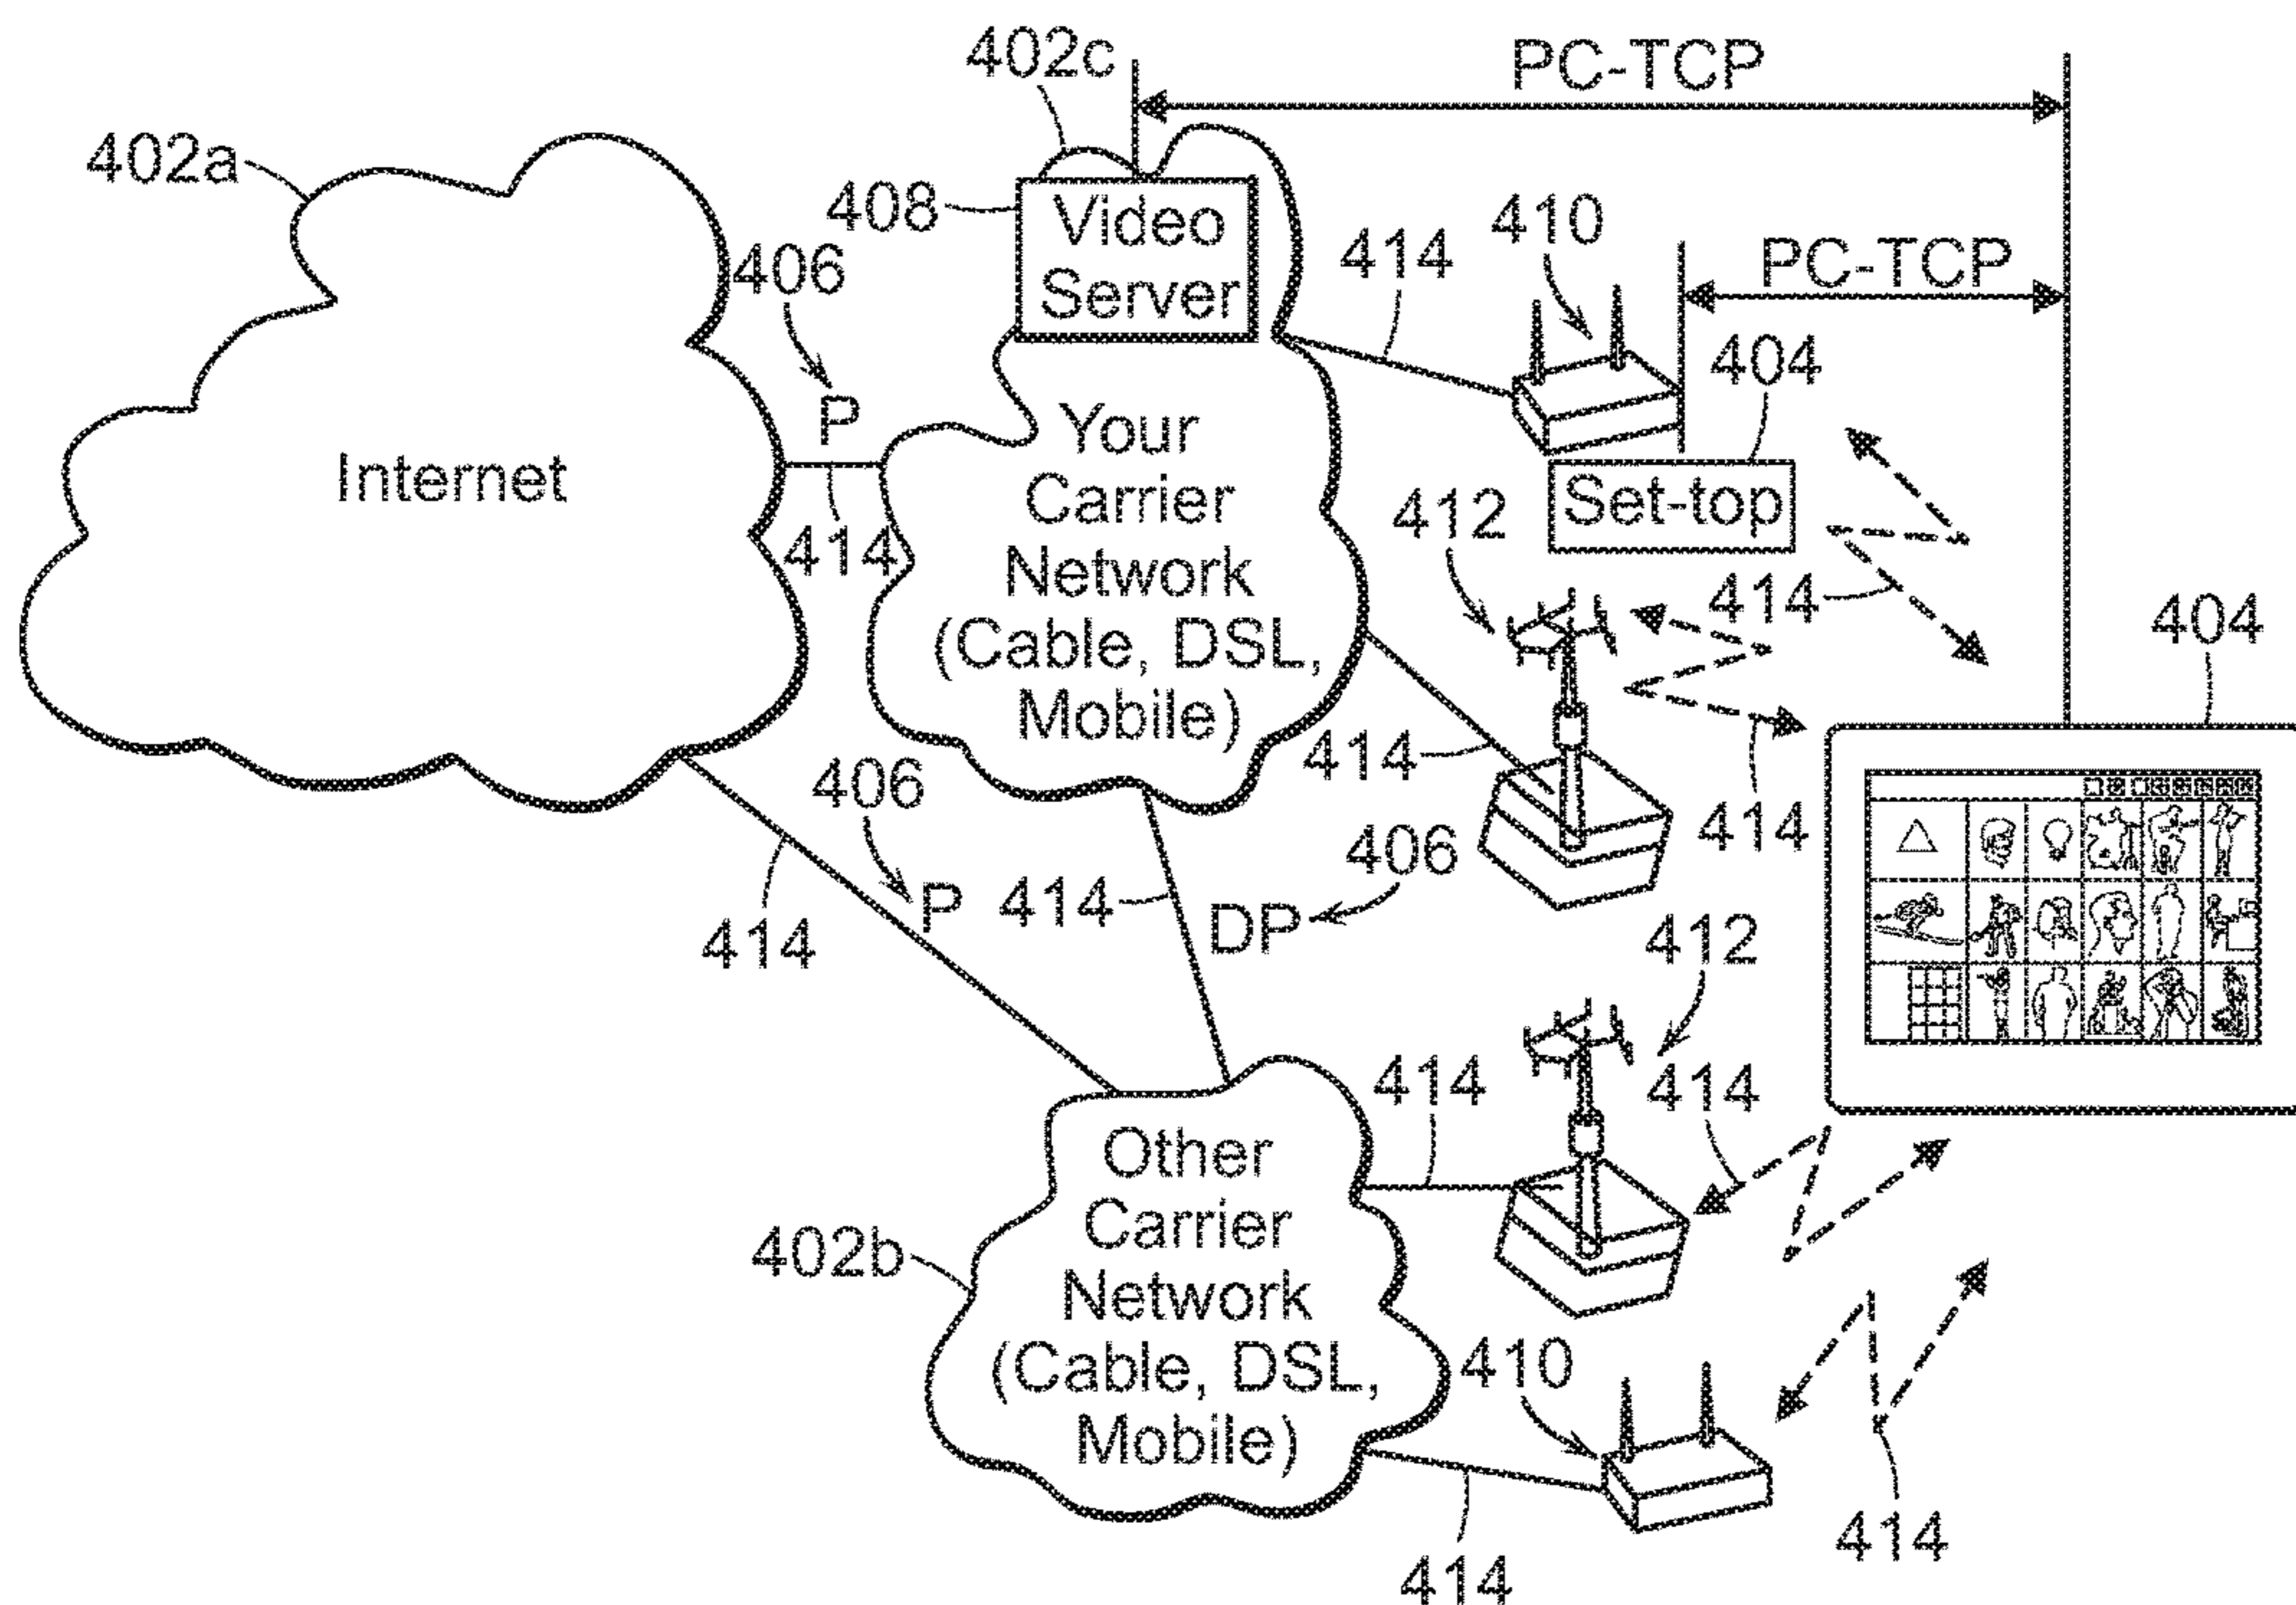 402c
PC-TCP
402a
408
Video
Server
406
414
410
PC-TCP
404
P
Internet
414
Your
Carrier
Network
(Cable, DSL,
Mobile)
412
Set-top
414
404
414
414
406
P
414
414
DP
406
412
414
414
Other
Carrier
Network
(Cable, DSL,
Mobile)
402b
410
414
414